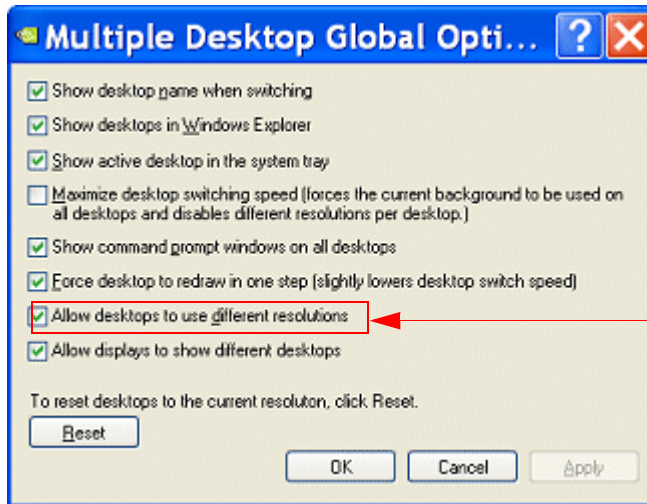 Multiple Desktop Global Opti...
Show desktop name when switching
Show desktops in Windows Explorer
Show active desktop in the system tray
Maximize desktop switching speed (forces the current background to be used on
all desktops and disables different resolutions per desktop.)
Show command prompt windows on all desktops
Force desktop to redraw in one step (slightly lowers desktop switch speed)
Allow desktops to use different resolutions
Allow displays to show different desktops
To reset desktops to the current resoluton, click Reset.
Reset
OK Cancel Apply